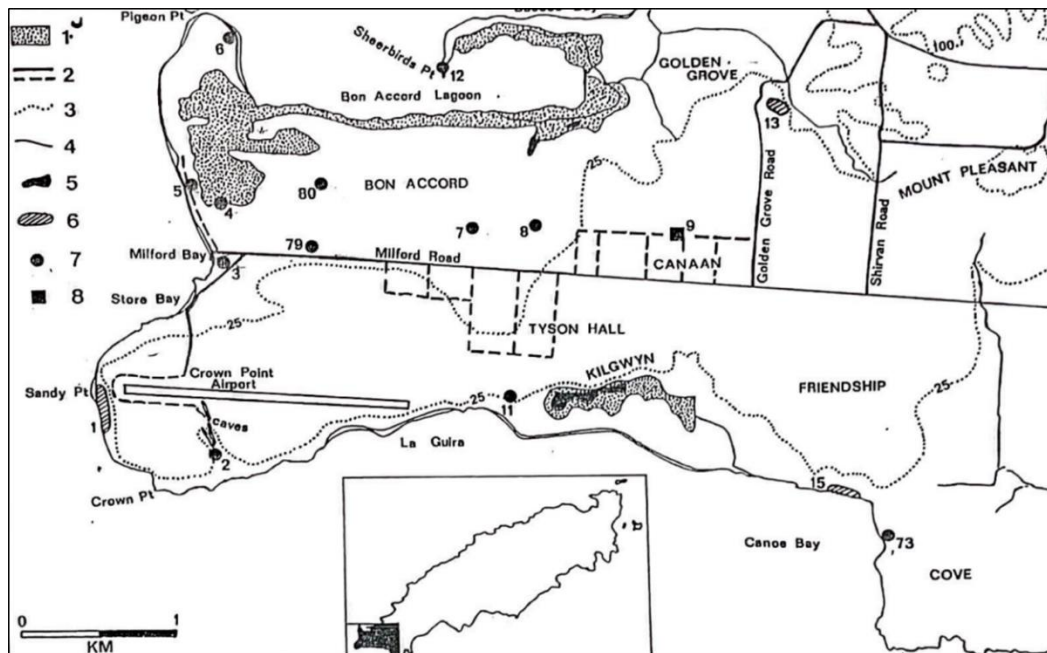 Pigeon Pt
6
Sheerbirds Pt
12
GOLDEN
GROVE
100
1
2
3
4
5
6
7
8
Bon Accord Lagoon
13
25
Golden Grove Road
Shirvan Road
MOUNT PLEASANT
5
4
80
BON ACCORD
7
8
9
79
Milford Road
CANAAN
Milford Bay
3
Store Bay
25
TYSON HALL
Crown Point
Airport
KILGWYN
FRIENDSHIP
25
Sandy Pt
1
caves
25
11
2
La Guira
Crown Pt
15
Canoe Bay
73
COVE
0
1
KM